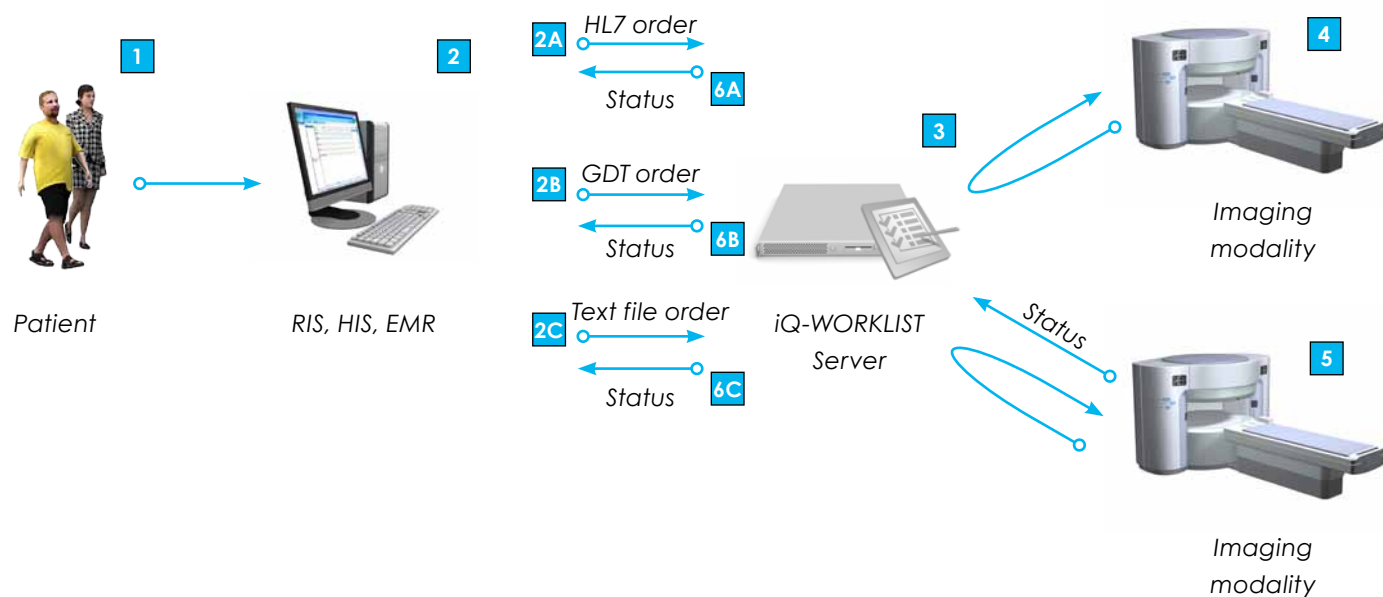 1
2
2A
HL7 order
Status
6A
4
Imaging
modality
2B
GDT order
Status
6B
3
Patient
RIS, HIS, EMR
2C
Text file order
Status
6C
iQ-WORKLIST
Server
Status
5
Imaging
modality